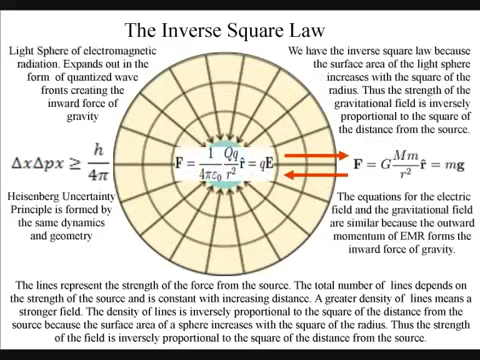 The Inverse Square Law
Light Sphere of electromagnetic
radiation. Expands out in the
form of quantized wave
fronts creating the
inward force of
gravity
We have the inverse square law because
the surface area of the light sphere
increases with the square of the
radius. Thus the strength of the
gravitational field is inversely
proportional to the square of
the distance from the source.
ΔxΔpx ≥ h/4π
F = 1/4πε₀ Qq/r² r̂ = qE
F = G Mm/r² r̂ = mg
Heisenberg Uncertainty
Principle is formed by
the same dynamics
and geometry
The equations for the electric
field and the gravitational field
are similar because the outward
momentum of EMR forms the
inward force of gravity.
The lines represent the strength of the force from the source. The total number of lines depends on
the strength of the source and is constant with increasing distance. A greater density of lines means a
stronger field. The density of lines is inversely proportional to the square of the distance from the
source because the surface area of a sphere increases with the square of the radius. Thus the strength
of the field is inversely proportional to the square of the distance from the source.